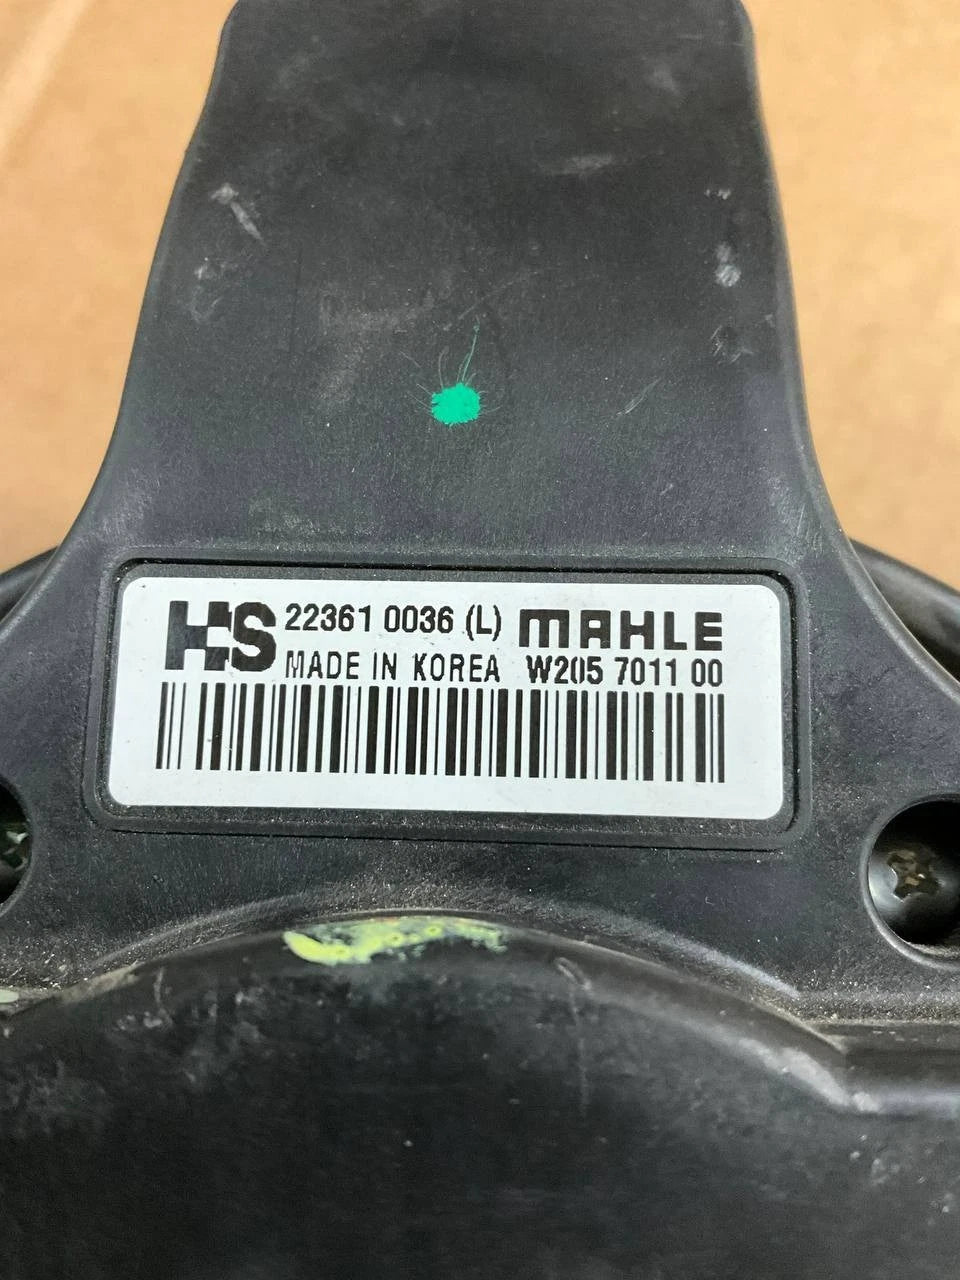 HS 22361 0036 (L) MAHLE
MADE IN KOREA W205 7011 00